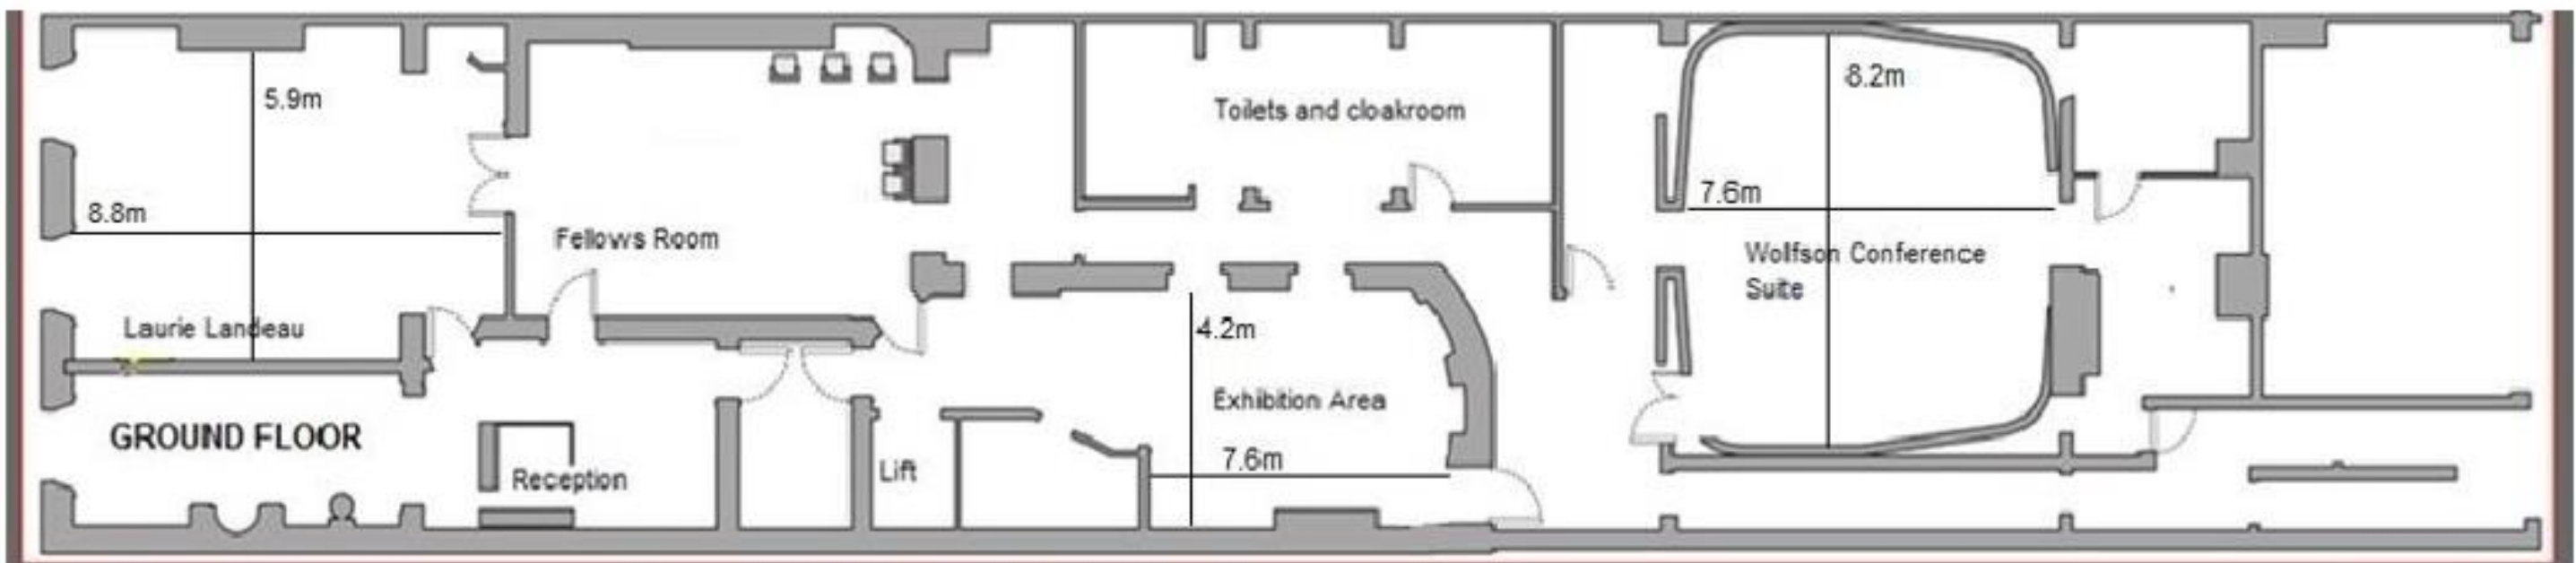 5.9m
8.8m
Laurie Landeau
GROUND FLOOR
Fellows Room
Reception
Lift
Toilets and cloakroom
4.2m
Exhibition Area
7.6m
8.2m
7.6m
Wolfson Conference
Suite